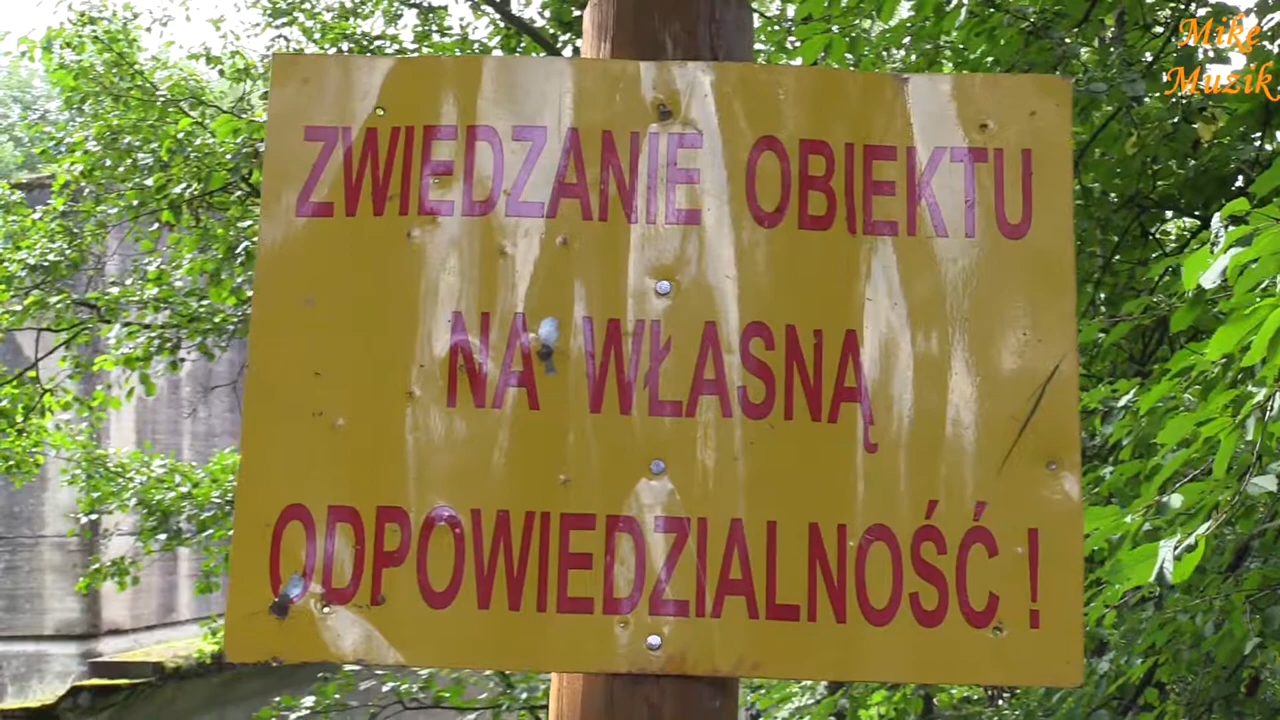 Mike
Muzik
ZWIEDZANIE OBIEKTU
NA WŁASNĄ
ODPOWIEDZIALNOŚĆ !